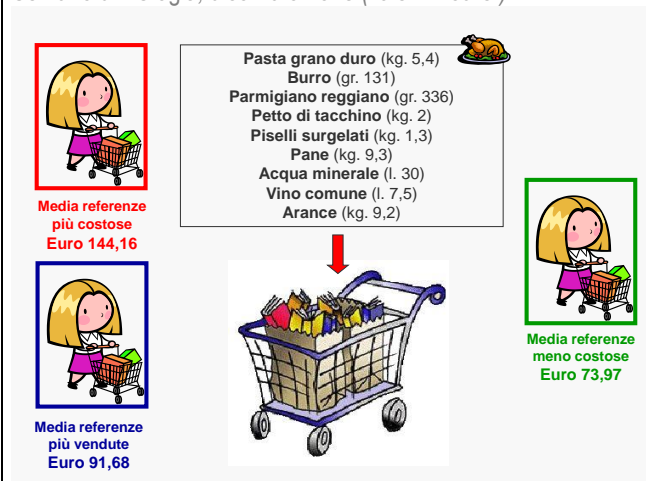 Pasta grano duro (kg. 5,4)
Burro (gr. 131)
Parmigiano reggiano (gr. 336)
Petto di tacchino (kg. 2)
Piselli surgelati (kg. 1,3)
Pane (kg. 9,3)
Acqua minerale (l. 30)
Vino comune (l. 7,5)
Arance (kg. 9,2)
Media referenze
più costose
Euro 144,16
Media referenze
più vendute
Euro 91,68
Media referenze
meno costose
Euro 73,97